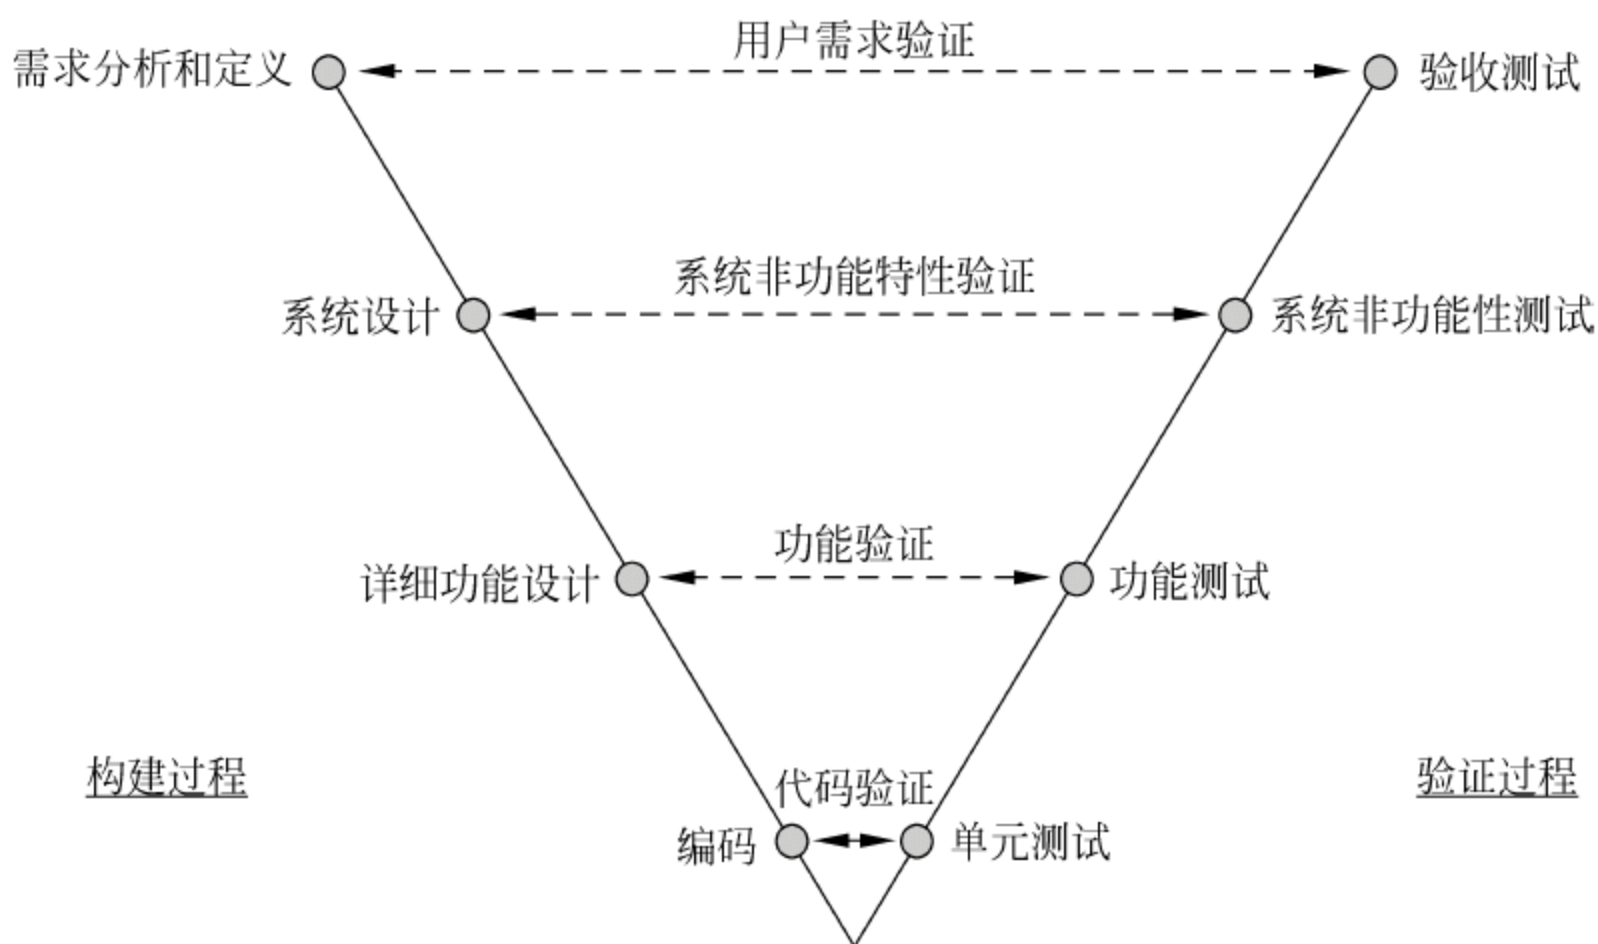 用户需求验证
需求分析和定义
验收测试
系统非功能特性验证
系统设计
系统非功能性测试
功能验证
详细功能设计
功能测试
构建过程
验证过程
代码验证
编码
单元测试